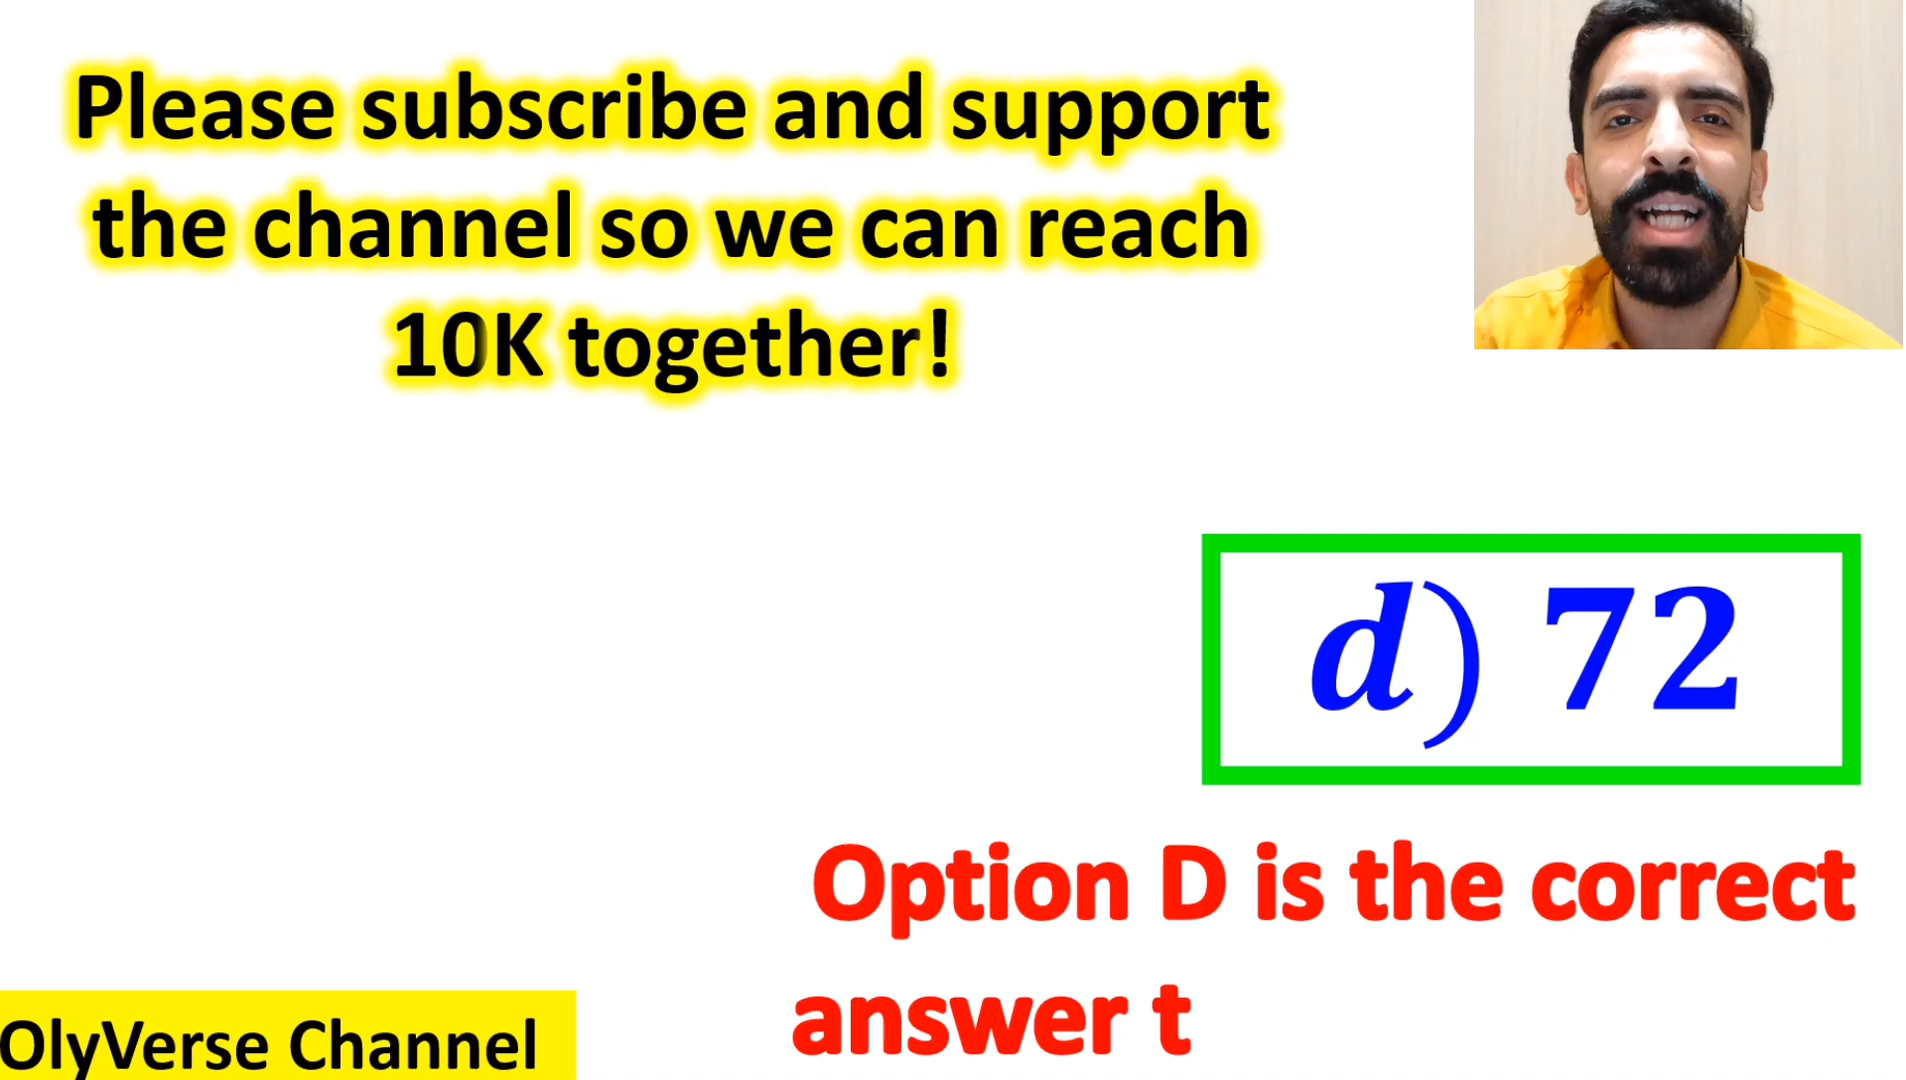 Please subscribe and support
the channel so we can reach
10K together!
d) 72
Option D is the correct
answer t
OlyVerse Channel